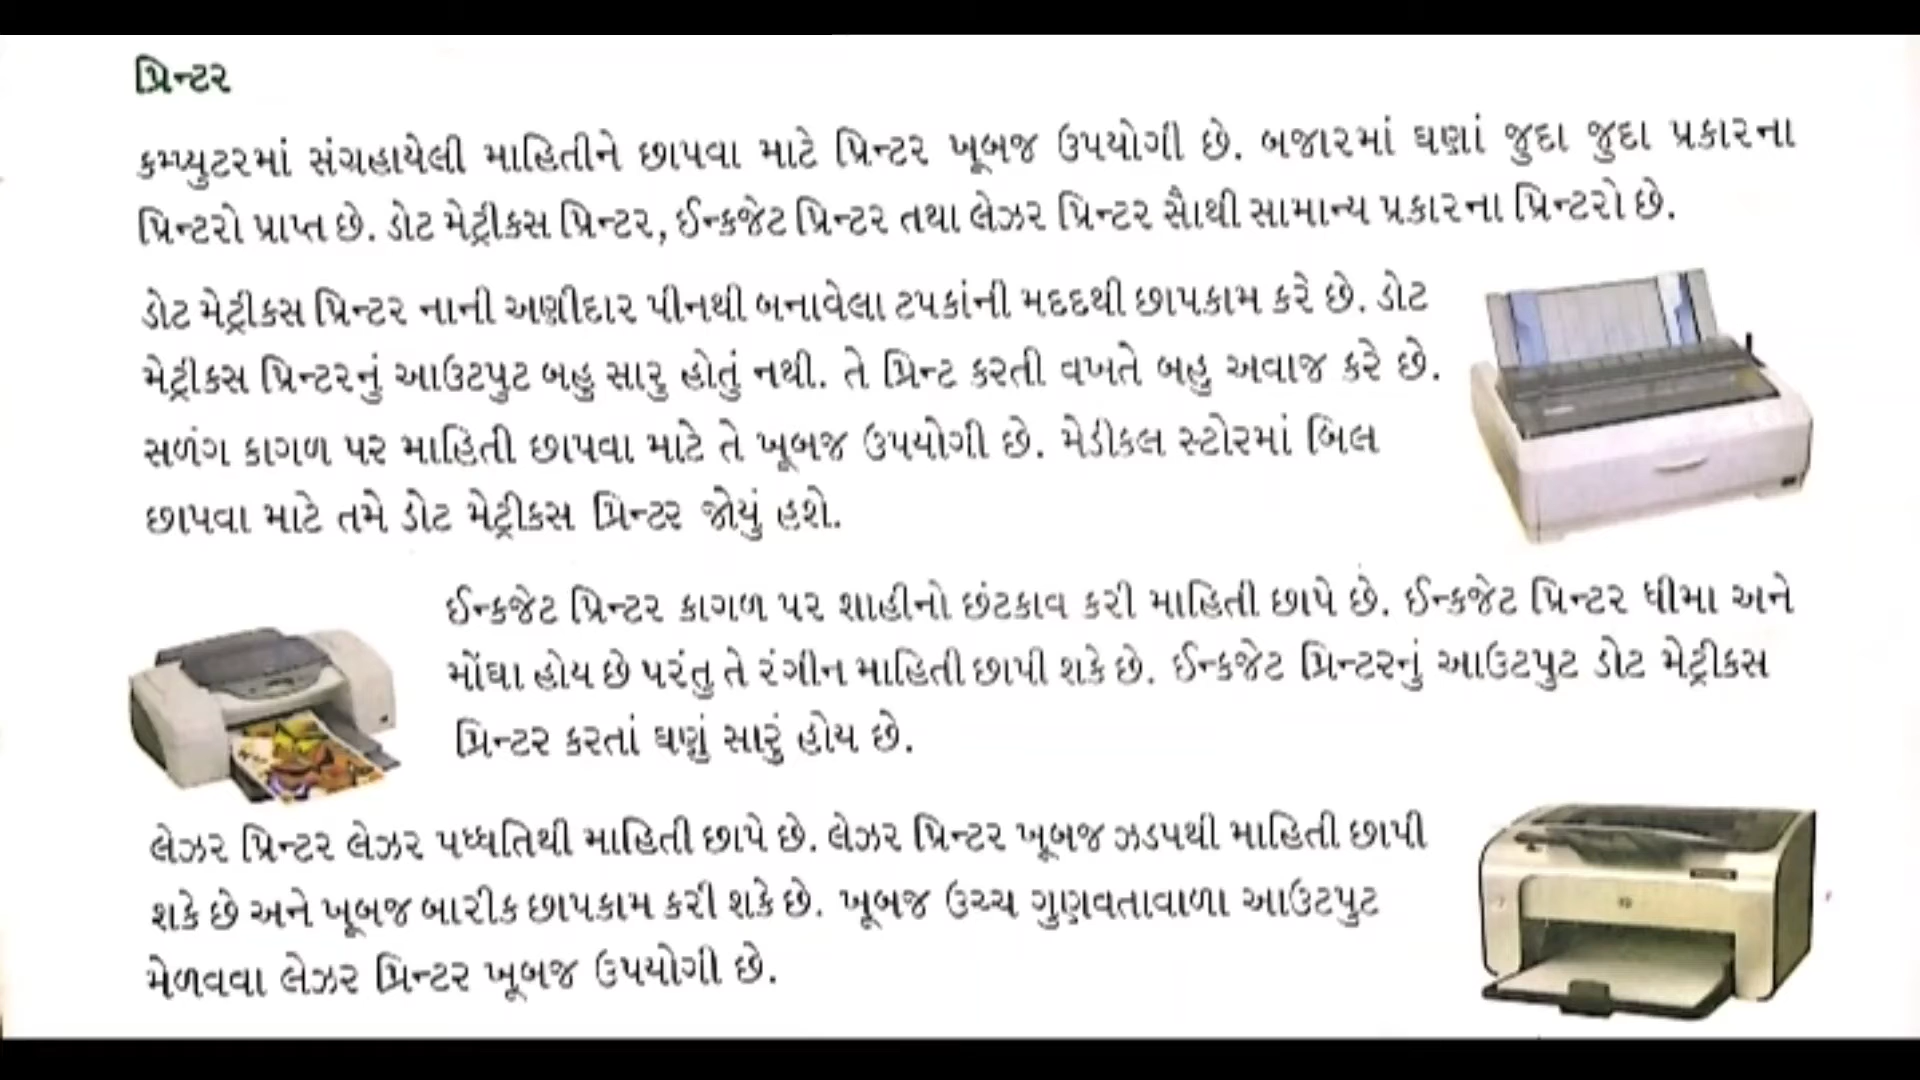 પ્રિન્ટર
કમ્પ્યુટરમાં સંગ્રહાયેલી માહિતીને છાપવા માટે પ્રિન્ટર ખૂબજ ઉપયોગી છે. બજારમાં ઘણાં જુદા જુદા પ્રકારના
પ્રિન્ટરો પ્રાપ્ત છે. ડોટ મેટ્રીકસ પ્રિન્ટર, ઈન્કજેટ પ્રિન્ટર તથા લેઝર પ્રિન્ટર સૌથી સામાન્ય પ્રકારના પ્રિન્ટરો છે.
ડોટ મેટ્રીકસ પ્રિન્ટર નાની અણીદાર પીનથી બનાવેલા ટપકાંની મદદથી છાપકામ કરે છે. ડોટ
મેટ્રીકસ પ્રિન્ટરનું આઉટપુટ બહુ સારુ હોતું નથી. તે પ્રિન્ટ કરતી વખતે બહુ અવાજ કરે છે.
સળંગ કાગળ પર માહિતી છાપવા માટે તે ખૂબજ ઉપયોગી છે. મેડીકલ સ્ટોરમાં બિલ
છાપવા માટે તમે ડોટ મેટ્રીકસ પ્રિન્ટર જોયું હશે.
ઈન્કજેટ પ્રિન્ટર કાગળ પર શાહીનો છંટકાવ કરી માહિતી છાપે છે. ઈન્કજેટ પ્રિન્ટર ધીમા અને
મોંઘા હોય છે પરંતુ તે રંગીન માહિતી છાપી શકે છે. ઈન્કજેટ પ્રિન્ટરનું આઉટપુટ ડોટ મેટ્રીકસ
પ્રિન્ટર કરતાં ઘણું સારું હોય છે.
લેઝર પ્રિન્ટર લેઝર પધ્ધતિથી માહિતી છાપે છે. લેઝર પ્રિન્ટર ખૂબજ ઝડપથી માહિતી છાપી
શકે છે અને ખૂબજ બારીક છાપકામ કરી શકે છે. ખૂબજ ઉચ્ચ ગુણવતાવાળા આઉટપુટ
મેળવવા લેઝર પ્રિન્ટર ખૂબજ ઉપયોગી છે.